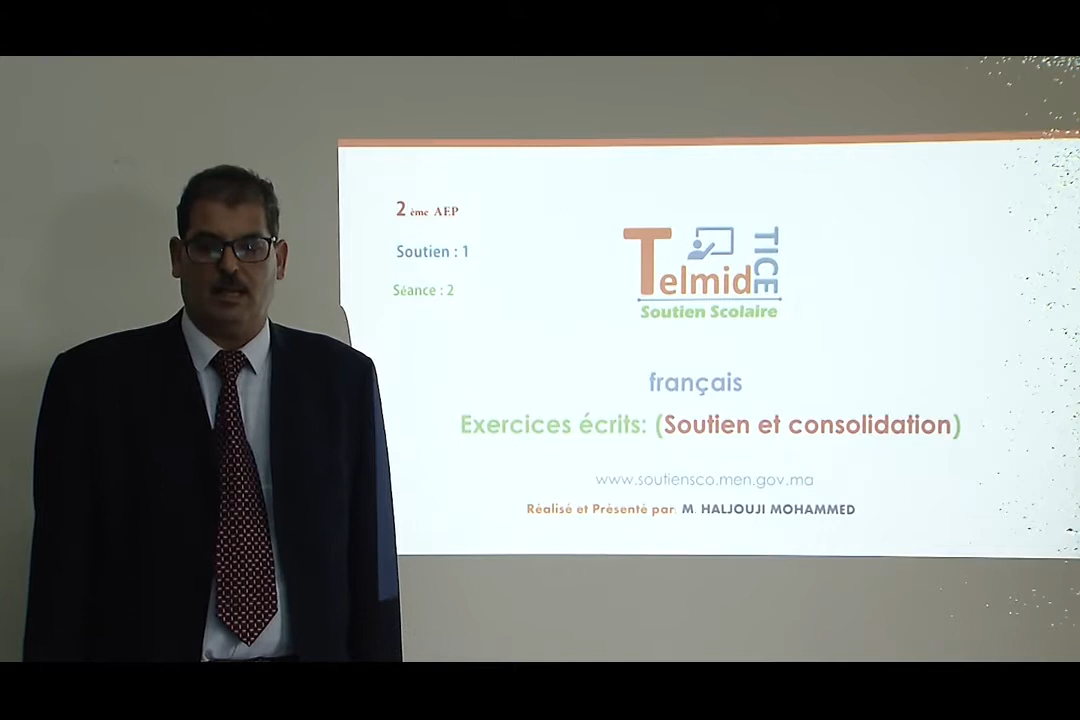 2 ème AEP
Soutien : 1
Séance : 2
Telmid TICE
Soutien Scolaire
français
Exercices écrits: (Soutien et consolidation)
www.soutiensco.men.gov.ma
Réalisé et Présenté par: M. HALJOUJI MOHAMMED